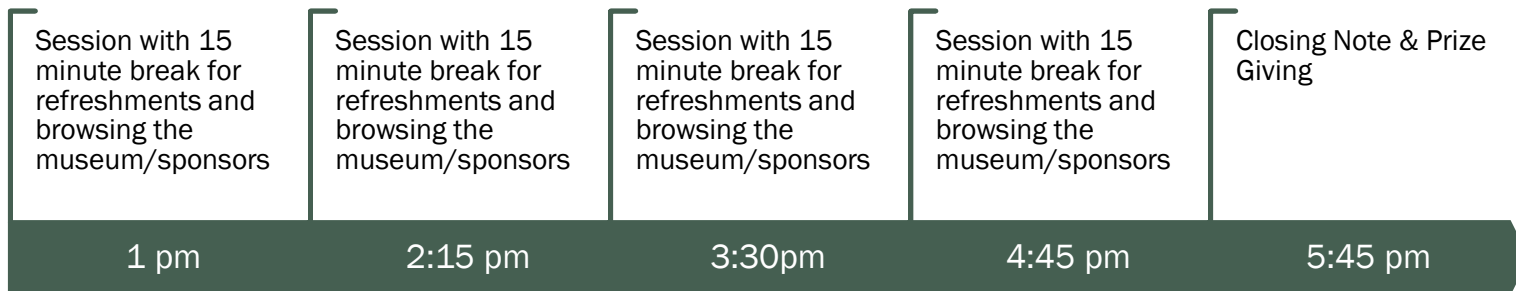 Session with 15
minute break for
refreshments and
browsing the
museum/sponsors
Session with 15
minute break for
refreshments and
browsing the
museum/sponsors
Session with 15
minute break for
refreshments and
browsing the
museum/sponsors
Session with 15
minute break for
refreshments and
browsing the
museum/sponsors
Closing Note & Prize
Giving
1 pm
2:15 pm
3:30pm
4:45 pm
5:45 pm